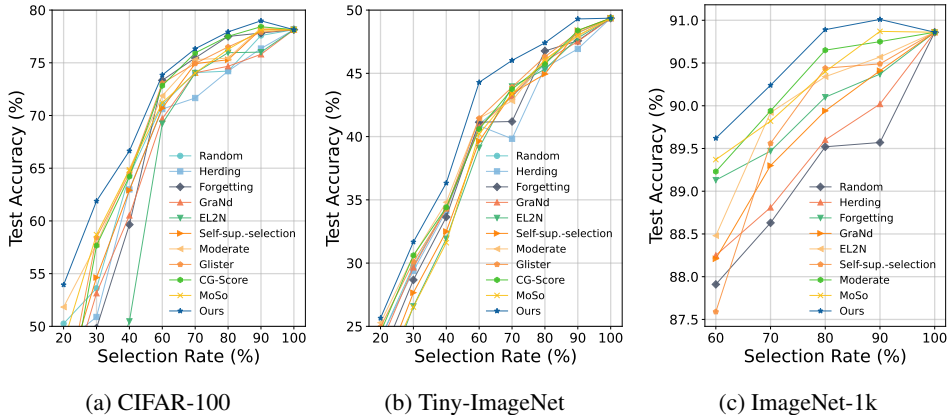 80
75
70
65
60
55
50
Test Accuracy (%)
20 30 40 50 60 70 80 90 100
Selection Rate (%)
Random
Herding
Forgetting
GraNd
EL2N
Self-sup.-selection
Moderate
Glister
CG-Score
MoSo
Ours
(a) CIFAR-100
50
45
40
35
30
25
Test Accuracy (%)
20 30 40 50 60 70 80 90 100
Selection Rate (%)
Random
Herding
Forgetting
GraNd
EL2N
Self-sup.-selection
Moderate
Glister
CG-Score
MoSo
Ours
(b) Tiny-ImageNet
91.0
90.5
90.0
89.5
89.0
88.5
88.0
87.5
Test Accuracy (%)
60 70 80 90 100
Selection Rate (%)
Random
Herding
Forgetting
GraNd
EL2N
Self-sup.-selection
Moderate
MoSo
Ours
(c) ImageNet-1k